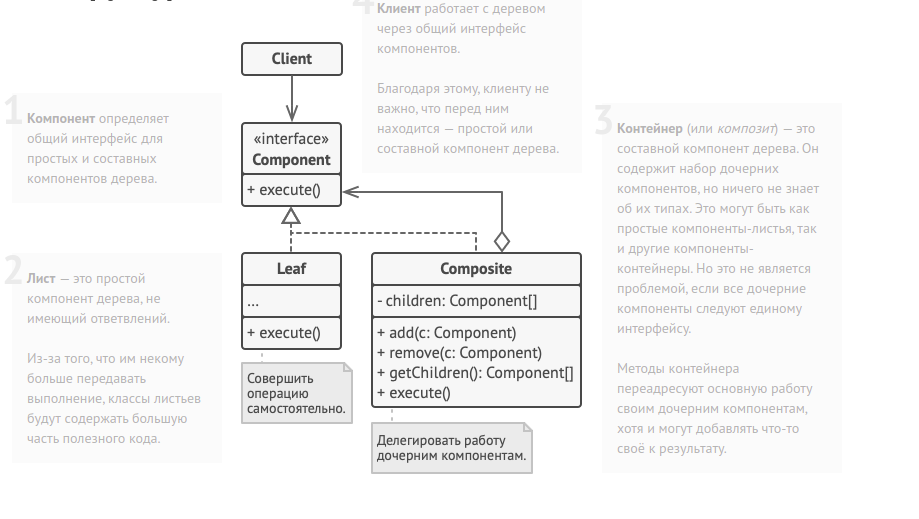 4
Клиент работает с деревом
через общий интерфейс
компонентов.
Благодаря этому, клиенту не
важно, что перед ним
находится — простой или
составной компонент дерева.
Client
1
Компонент определяет
общий интерфейс для
простых и составных
компонентов дерева.
«interface»
Component
+ execute()
3
Контейнер (или композит) — это
составной компонент дерева. Он
содержит набор дочерних
компонентов, но ничего не знает
об их типах. Это могут быть как
простые компоненты-листья, так
и другие компоненты-
контейнеры. Но это не является
проблемой, если все дочерние
компоненты следуют единому
интерфейсу.
Методы контейнера
переадресуют основную работу
своим дочерним компонентам,
хотя и могут добавлять что-то
своё к результату.
2
Лист — это простой
компонент дерева, не
имеющий ответвлений.
Из-за того, что им некому
больше передавать
выполнение, классы листьев
будут содержать большую
часть полезного кода.
Leaf
...
+ execute()
Совершить
операцию
самостоятельно.
Composite
- children: Component[]
+ add(c: Component)
+ remove(c: Component)
+ getChildren(): Component[]
+ execute()
Делегировать работу
дочерним компонентам.